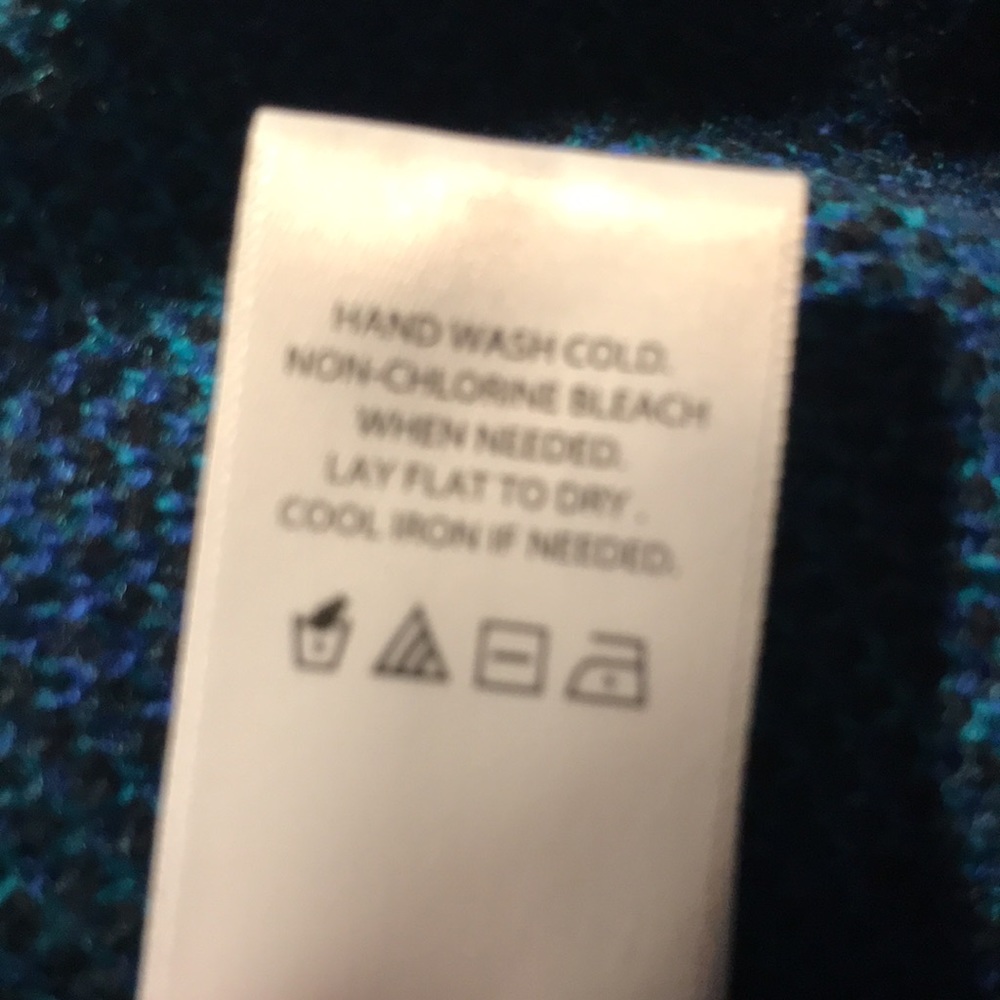 HAND WASH COLD.
NON-CHLORINE BLEACH
WHEN NEEDED.
LAY FLAT TO DRY .
COOL IRON IF NEEDED.